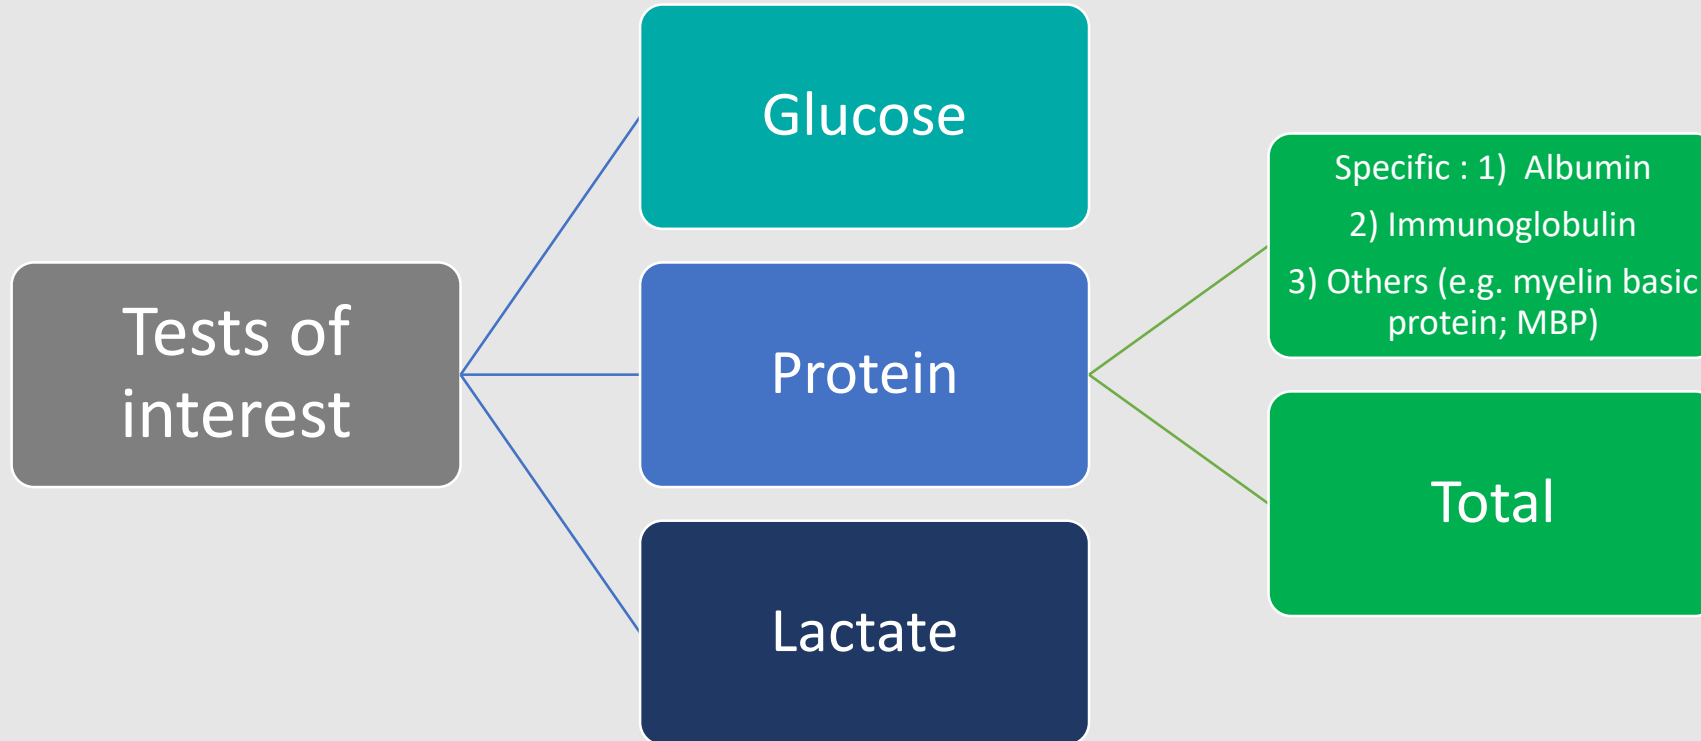 Tests of
interest
Glucose
Protein
Lactate
Specific : 1)  Albumin
2) Immunoglobulin
3) Others (e.g. myelin basic
protein; MBP)
Total